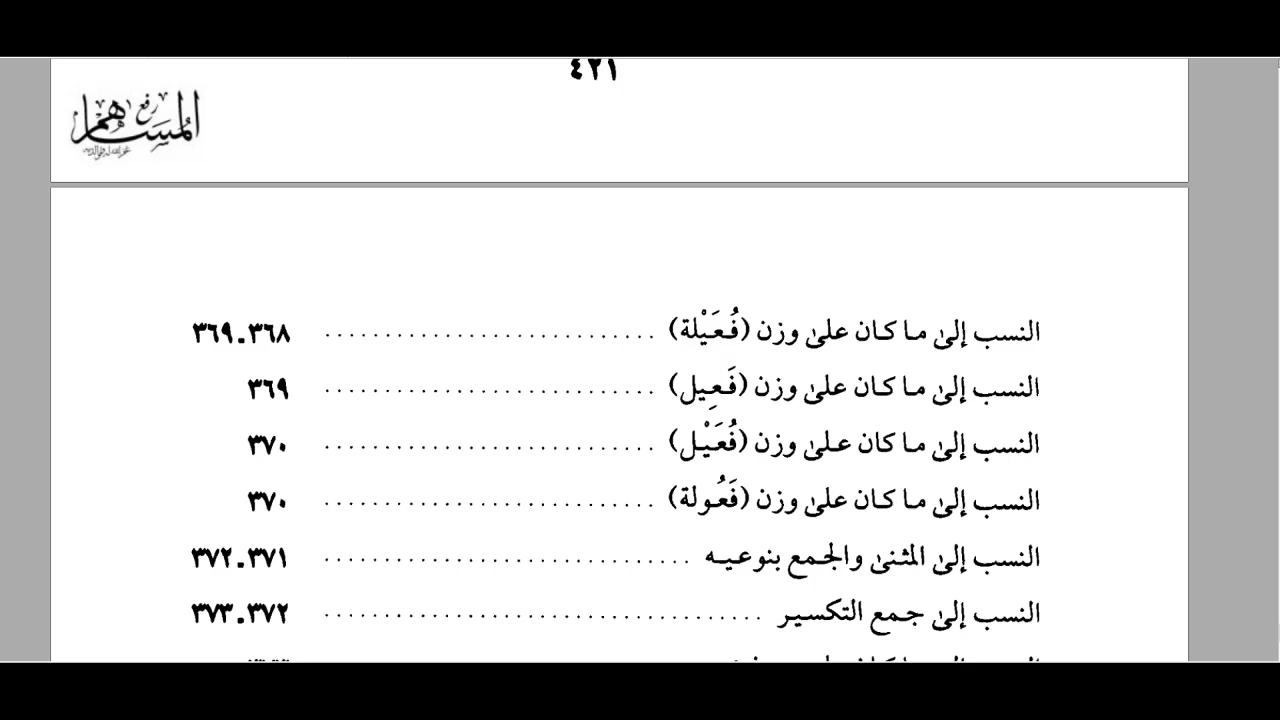 ٤٢١
رفع
المساهم
النسب إلى ما كان على وزن (فُعَيْلة) ............................ ٣٦٨.٣٦٩
النسب إلى ما كان على وزن (فَعِيل) ............................ ٣٦٩
النسب إلى ما كان على وزن (فُعَيْل) ............................ ٣٧٠
النسب إلى ما كان على وزن (فَعُولة) ............................ ٣٧٠
النسب إلى المثنى والجمع بنوعيه ............................... ٣٧١.٣٧٢
النسب إلى جمع التكسير ..................................... ٣٧٢.٣٧٣